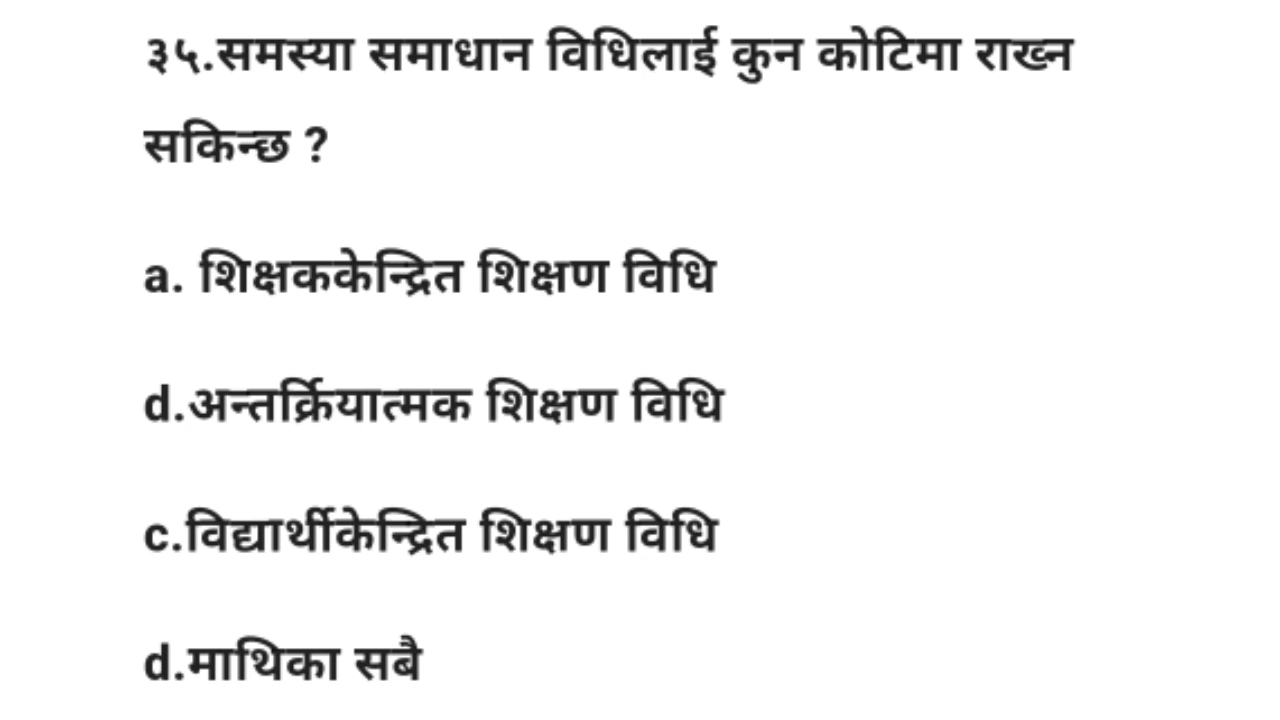 ३५.समस्या समाधान विधिलाई कुन कोटिमा राख्न
सकिन्छ ?
a. शिक्षककेन्द्रित शिक्षण विधि
d.अन्तर्क्रियात्मक शिक्षण विधि
c.विद्यार्थीकेन्द्रित शिक्षण विधि
d.माथिका सबै